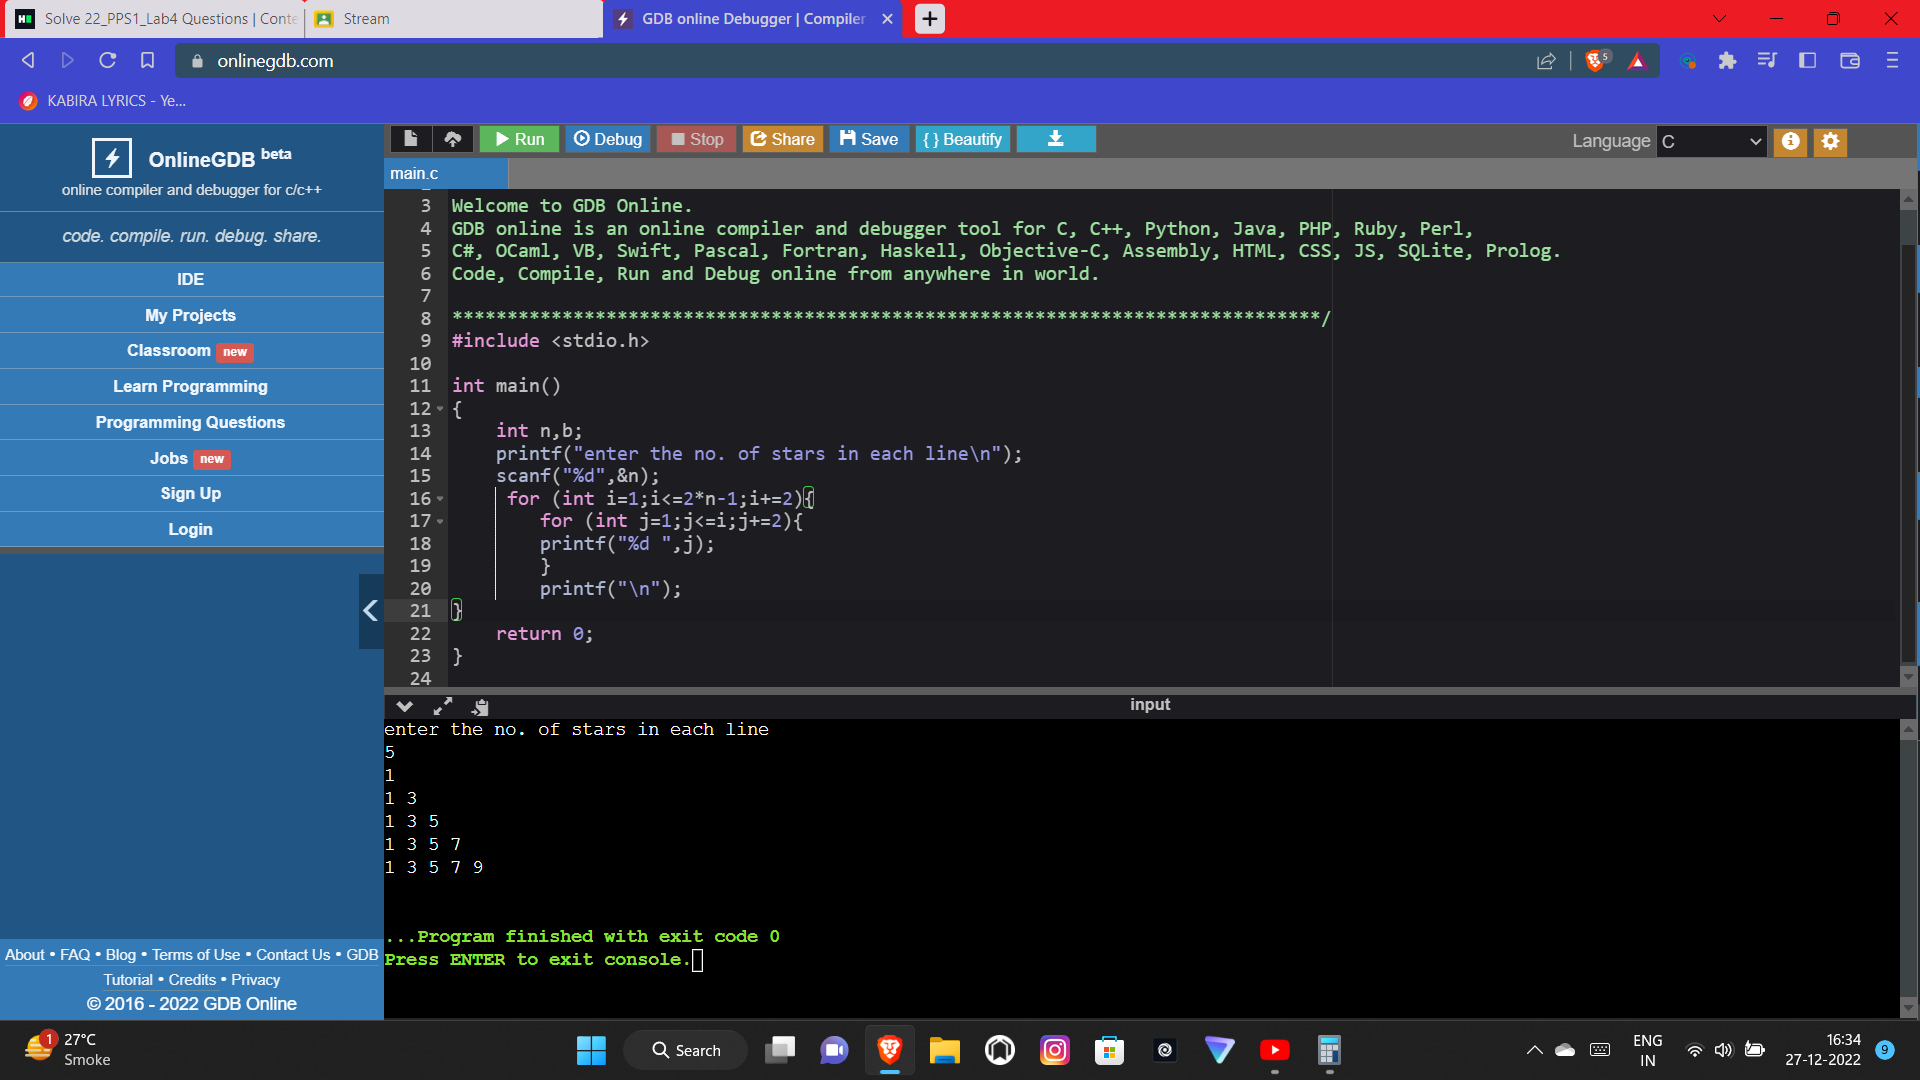 Solve 22_PPS1_Lab4 Questions | Conte
Stream
GDB online Debugger | Compiler
onlinegdb.com
5
KABIRA LYRICS - Ye...
OnlineGDB beta
online compiler and debugger for c/c++
code. compile. run. debug. share.
IDE
My Projects
Classroom new
Learn Programming
Programming Questions
Jobs new
Sign Up
Login
About • FAQ • Blog • Terms of Use • Contact Us • GDB
Tutorial • Credits • Privacy
© 2016 - 2022 GDB Online
Run Debug Stop Share Save { } Beautify
Language C
main.c
3 Welcome to GDB Online.
4 GDB online is an online compiler and debugger tool for C, C++, Python, Java, PHP, Ruby, Perl,
5 C#, OCaml, VB, Swift, Pascal, Fortran, Haskell, Objective-C, Assembly, HTML, CSS, JS, SQLite, Prolog.
6 Code, Compile, Run and Debug online from anywhere in world.
7
8 *******************************************************************************/
9 #include <stdio.h>
10
11 int main()
12 {
13     int n,b;
14     printf("enter the no. of stars in each line\n");
15     scanf("%d",&n);
16      for (int i=1;i<=2*n-1;i+=2){
17         for (int j=1;j<=i;j+=2){
18         printf("%d ",j);
19         }
20         printf("\n");
21 }
22     return 0;
23 }
24
input
enter the no. of stars in each line
5
1
1 3
1 3 5
1 3 5 7
1 3 5 7 9
...Program finished with exit code 0
Press ENTER to exit console.
1
27°C
Smoke
Search
ENG
IN
16:34
27-12-2022
9